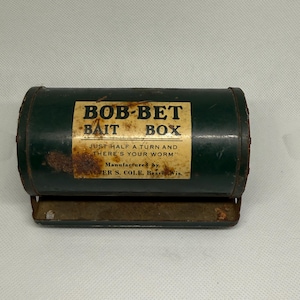 BOB-BET
BAIT BOX
JUST HALF A TURN AND
THERE'S YOUR WORM
Manufactured by
S. COLE,